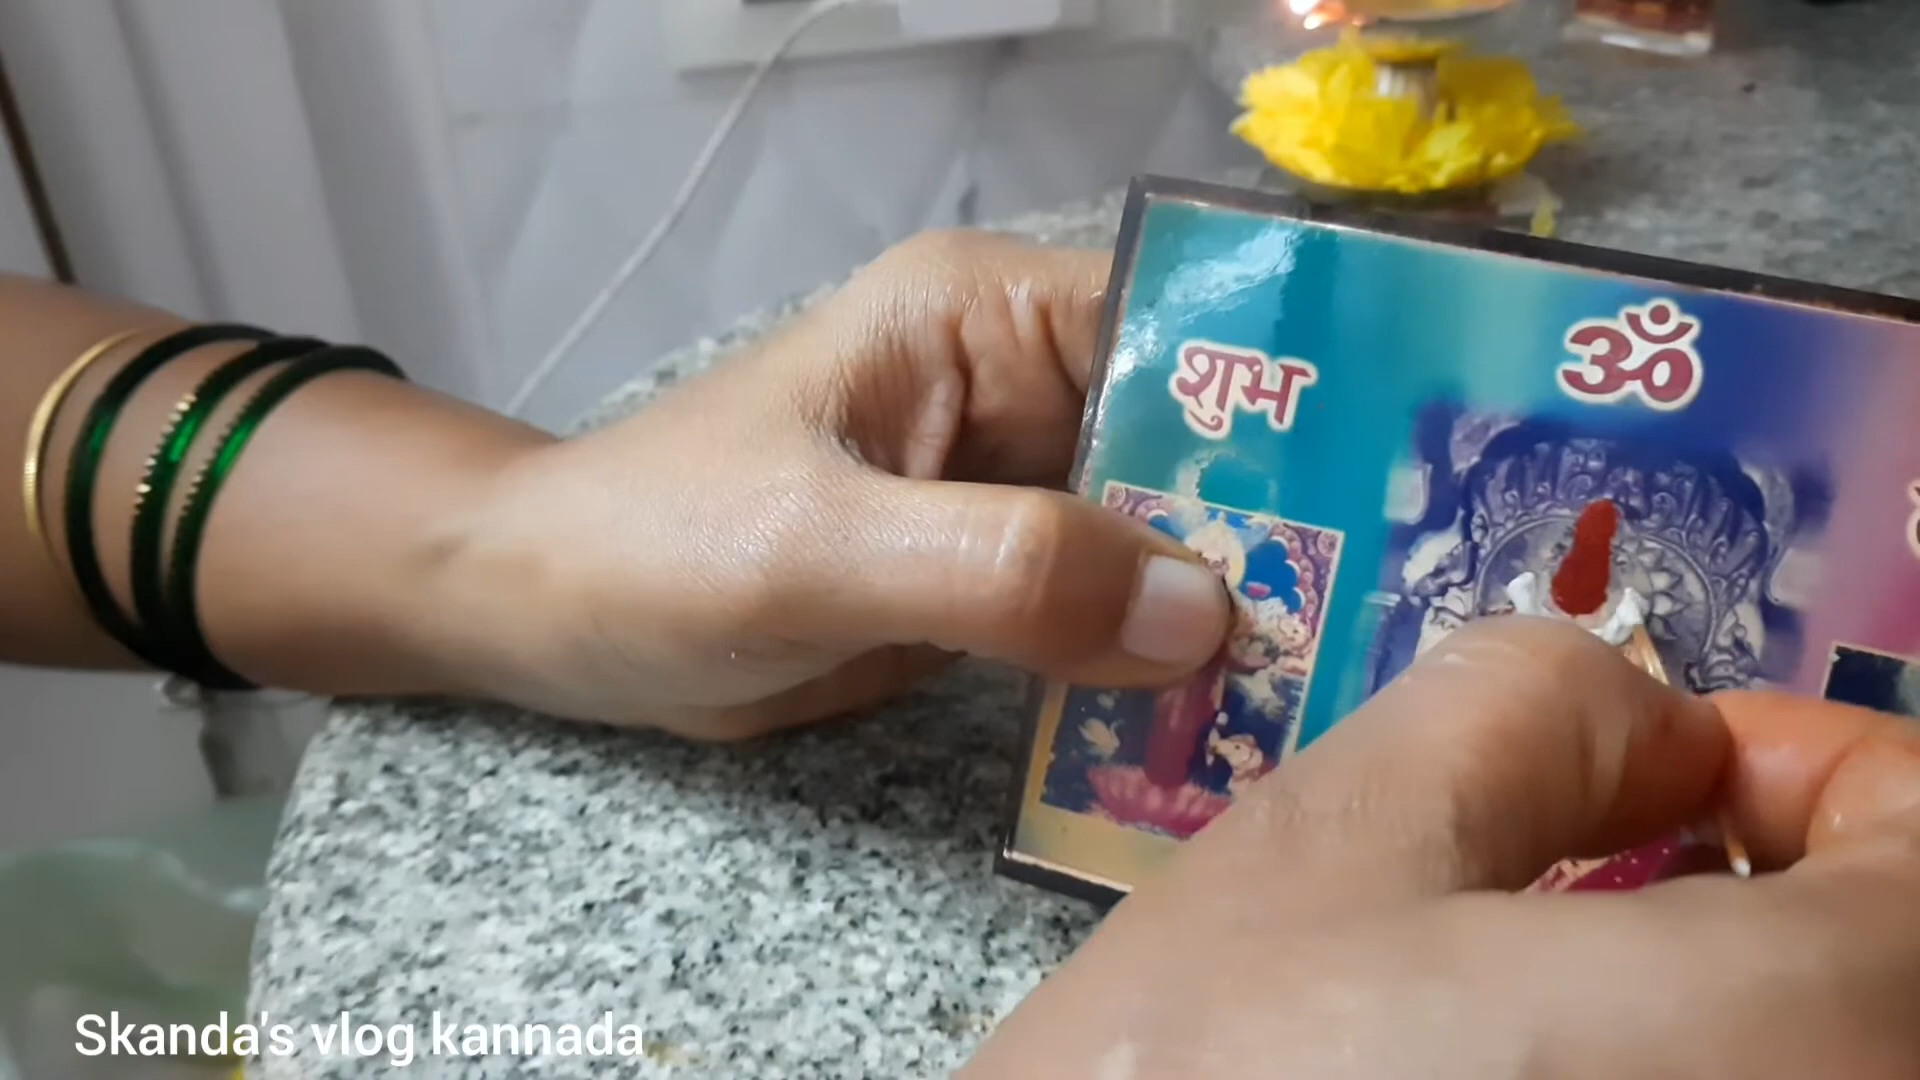 शुभ
ॐ
Skanda's vlog kannada